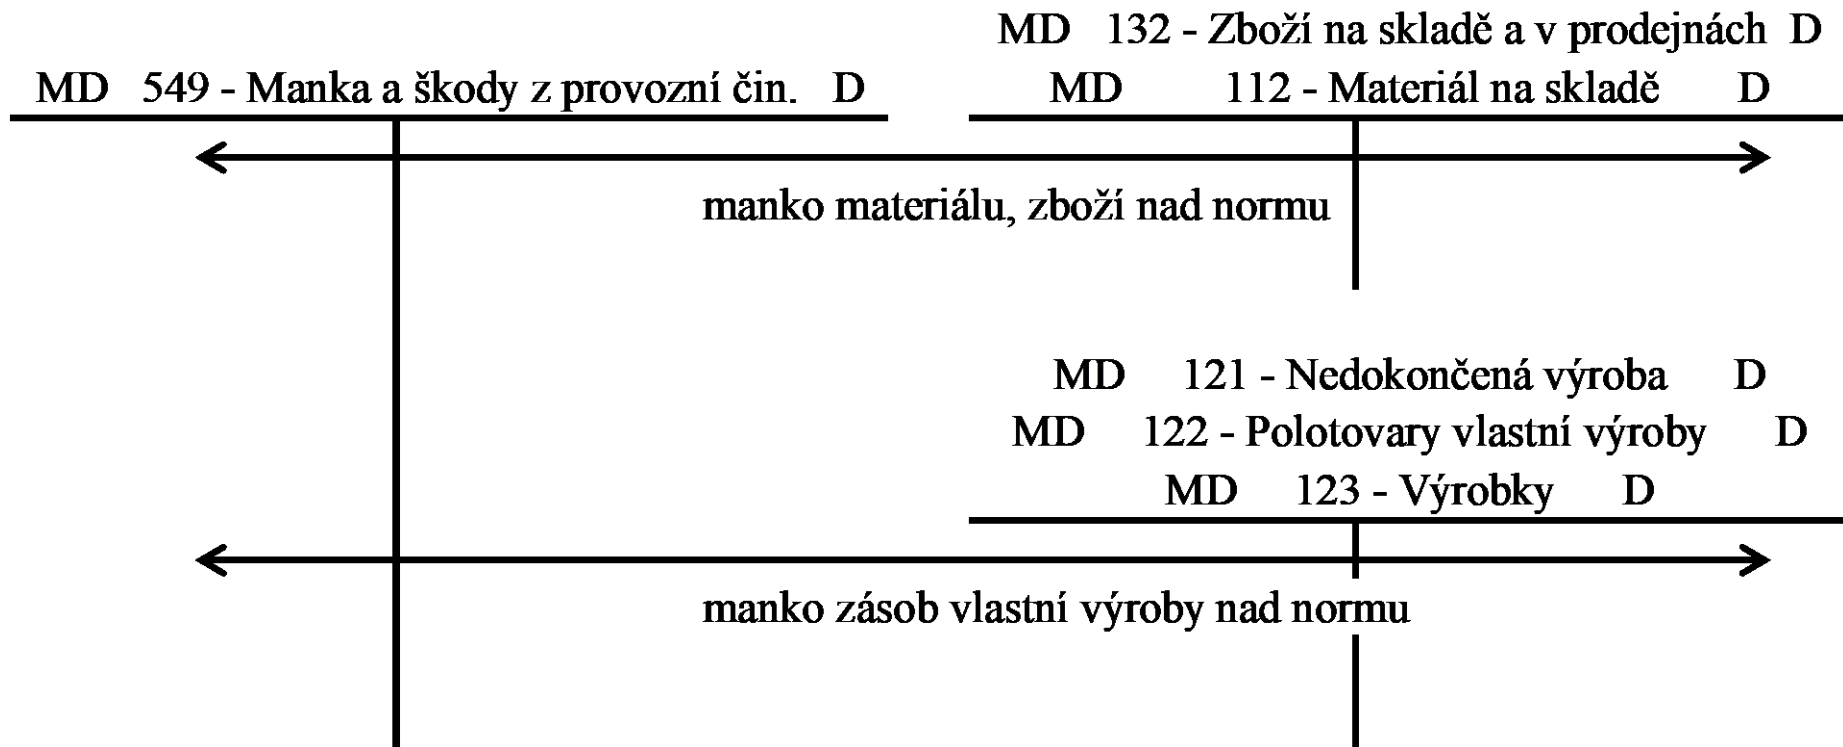 MD 132 - Zboží na skladě a v prodejnách D
MD 549 - Manka a škody z provozní čin. D
MD 112 - Materiál na skladě D
manko materiálu, zboží nad normu
MD 121 - Nedokončená výroba D
MD 122 - Polotovary vlastní výroby D
MD 123 - Výrobky D
manko zásob vlastní výroby nad normu